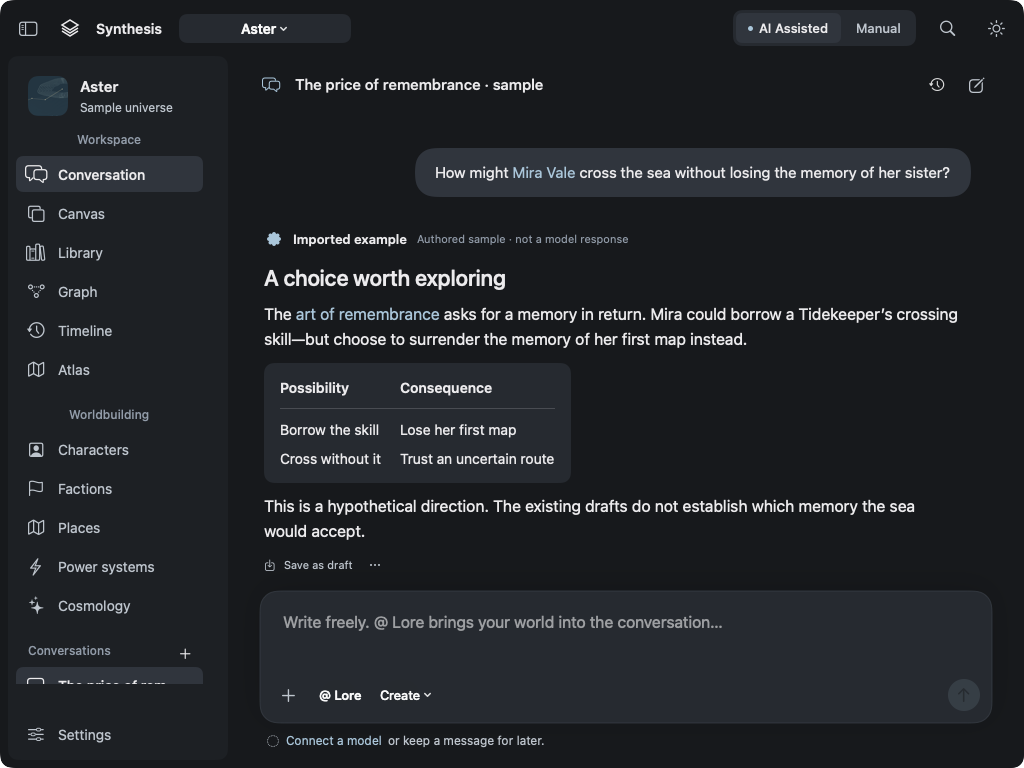 Synthesis
Aster
AI Assisted
Manual
Aster
Sample universe
Workspace
Conversation
Canvas
Library
Graph
Timeline
Atlas
Worldbuilding
Characters
Factions
Places
Power systems
Cosmology
Conversations
The price of rem...
Settings
The price of remembrance · sample
How might Mira Vale cross the sea without losing the memory of her sister?
Imported example Authored sample · not a model response
A choice worth exploring
The art of remembrance asks for a memory in return. Mira could borrow a Tidekeeper’s crossing
skill—but choose to surrender the memory of her first map instead.
Possibility Consequence
Borrow the skill Lose her first map
Cross without it Trust an uncertain route
This is a hypothetical direction. The existing drafts do not establish which memory the sea
would accept.
Save as draft ...
Write freely. @ Lore brings your world into the conversation...
@ Lore Create
Connect a model or keep a message for later.